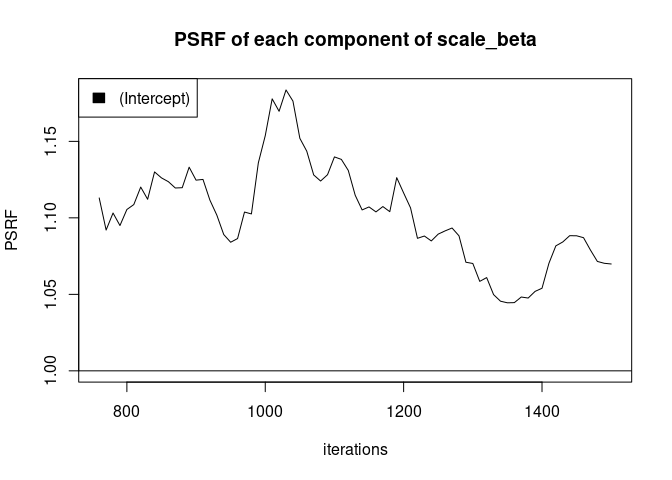 PSRF of each component of scale_beta
(Intercept)
PSRF
1.15
1.10
1.05
1.00
800 1000 1200 1400
iterations